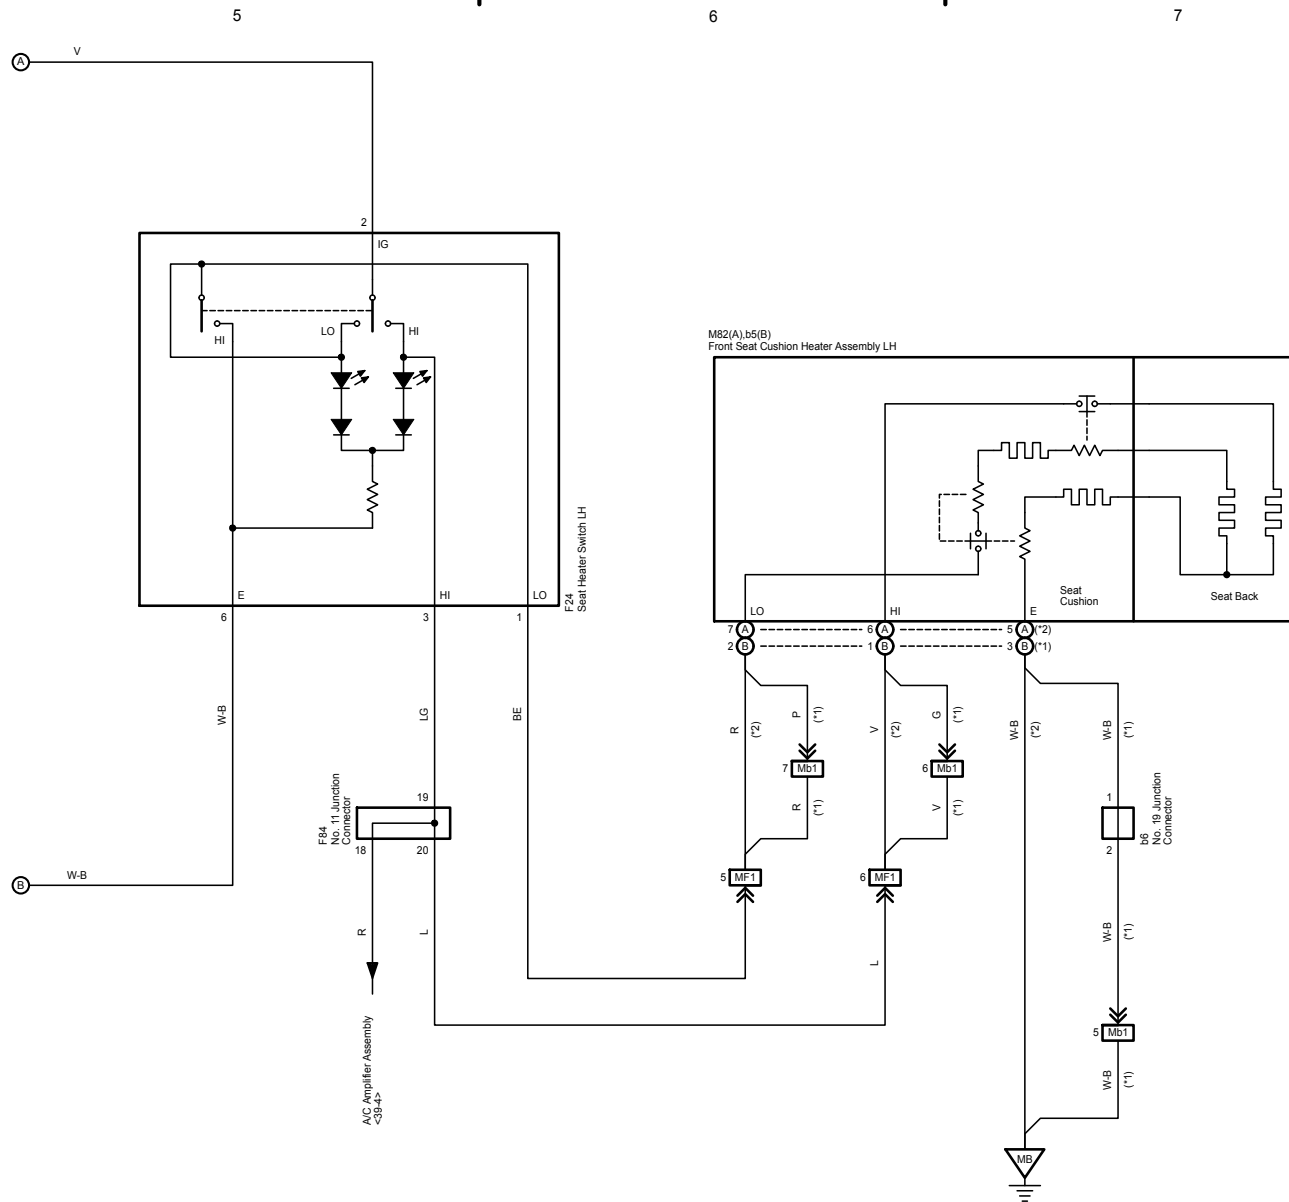 5
6
7
A
V
2
IG
LO
HI
HI
E
HI
LO
6
3
1
F24
Seat Heater Switch LH
M82(A),b5(B)
Front Seat Cushion Heater Assembly LH
Seat
Cushion
Seat Back
LO
HI
E
7 A
6 A
5 A (*2)
2 B
1 B
3 B (*1)
W-B
LG
BE
R
(*2)
P
(*1)
V
(*2)
G
(*1)
W-B
(*2)
W-B
(*1)
7 Mb1
6 Mb1
R
(*1)
V
(*1)
19
F84
No. 11 Junction
Connector
18
20
1
b6
No. 19 Junction
Connector
2
5 MF1
6 MF1
B
W-B
R
L
L
W-B
(*1)
A/C Amplifier Assembly
<39-4>
5 Mb1
W-B
(*1)
MB